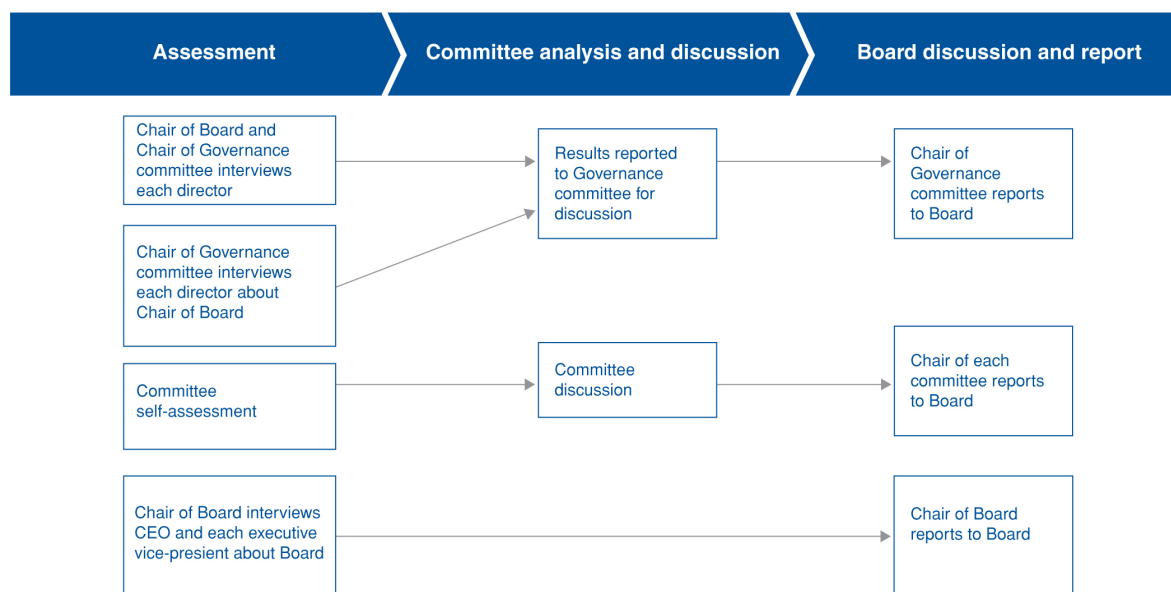 Assessment
Committee analysis and discussion
Board discussion and report
Chair of Board and
Chair of Governance
committee interviews
each director
Results reported
to Governance
committee for
discussion
Chair of
Governance
committee reports
to Board
Chair of Governance
committee interviews
each director about
Chair of Board
Committee
self-assessment
Committee
discussion
Chair of each
committee reports
to Board
Chair of Board interviews
CEO and each executive
vice-presient about Board
Chair of Board
reports to Board